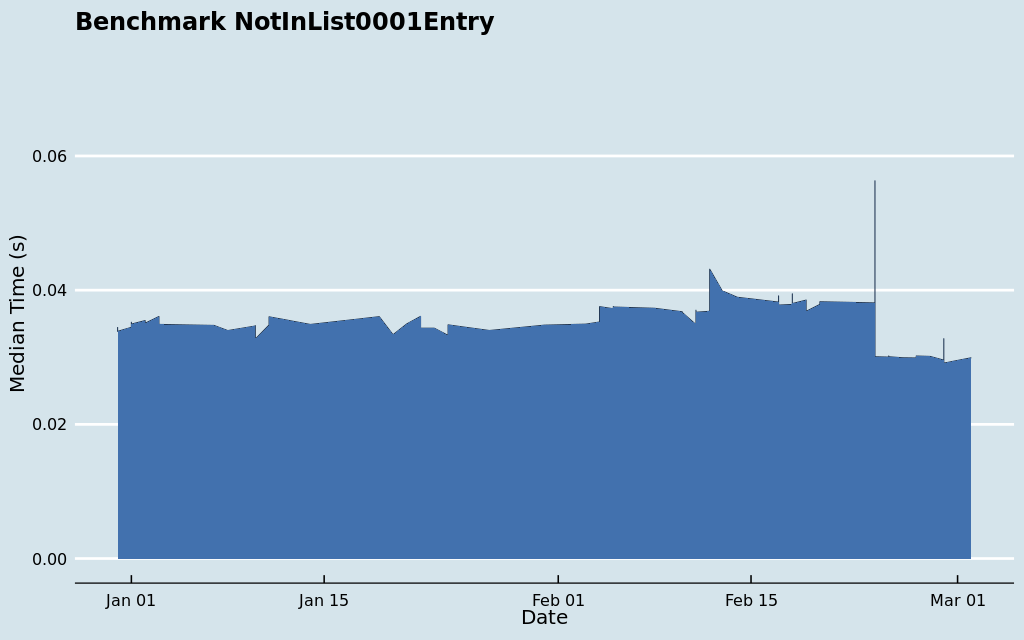 Benchmark NotInList0001Entry
0.06
0.04
0.02
0.00
Median Time (s)
Jan 01 Jan 15 Feb 01 Feb 15 Mar 01
Date